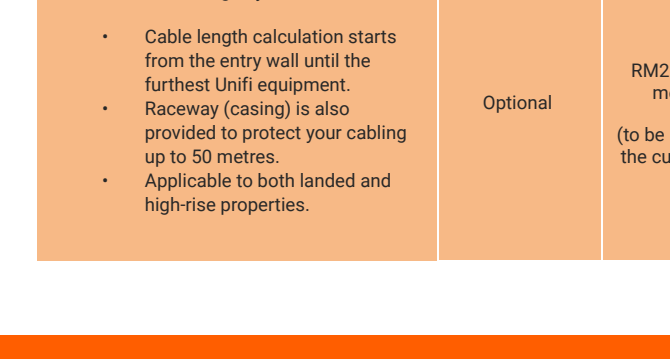 Cable length calculation starts
from the entry wall until the
furthest Unifi equipment.
Raceway (casing) is also
provided to protect your cabling
up to 50 metres.
Applicable to both landed and
high-rise properties.
Optional
RM2
(to be
the